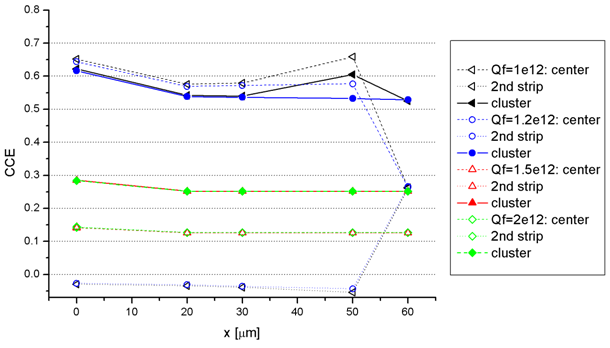 0.8
0.7
0.6
0.5
0.4
0.3
0.2
0.1
0.0
CCE
0 10 20 30 40 50 60
x [µm]
Qf=1e12: center
2nd strip
cluster
Qf=1.2e12: center
2nd strip
cluster
Qf=1.5e12: center
2nd strip
cluster
Qf=2e12: center
2nd strip
cluster